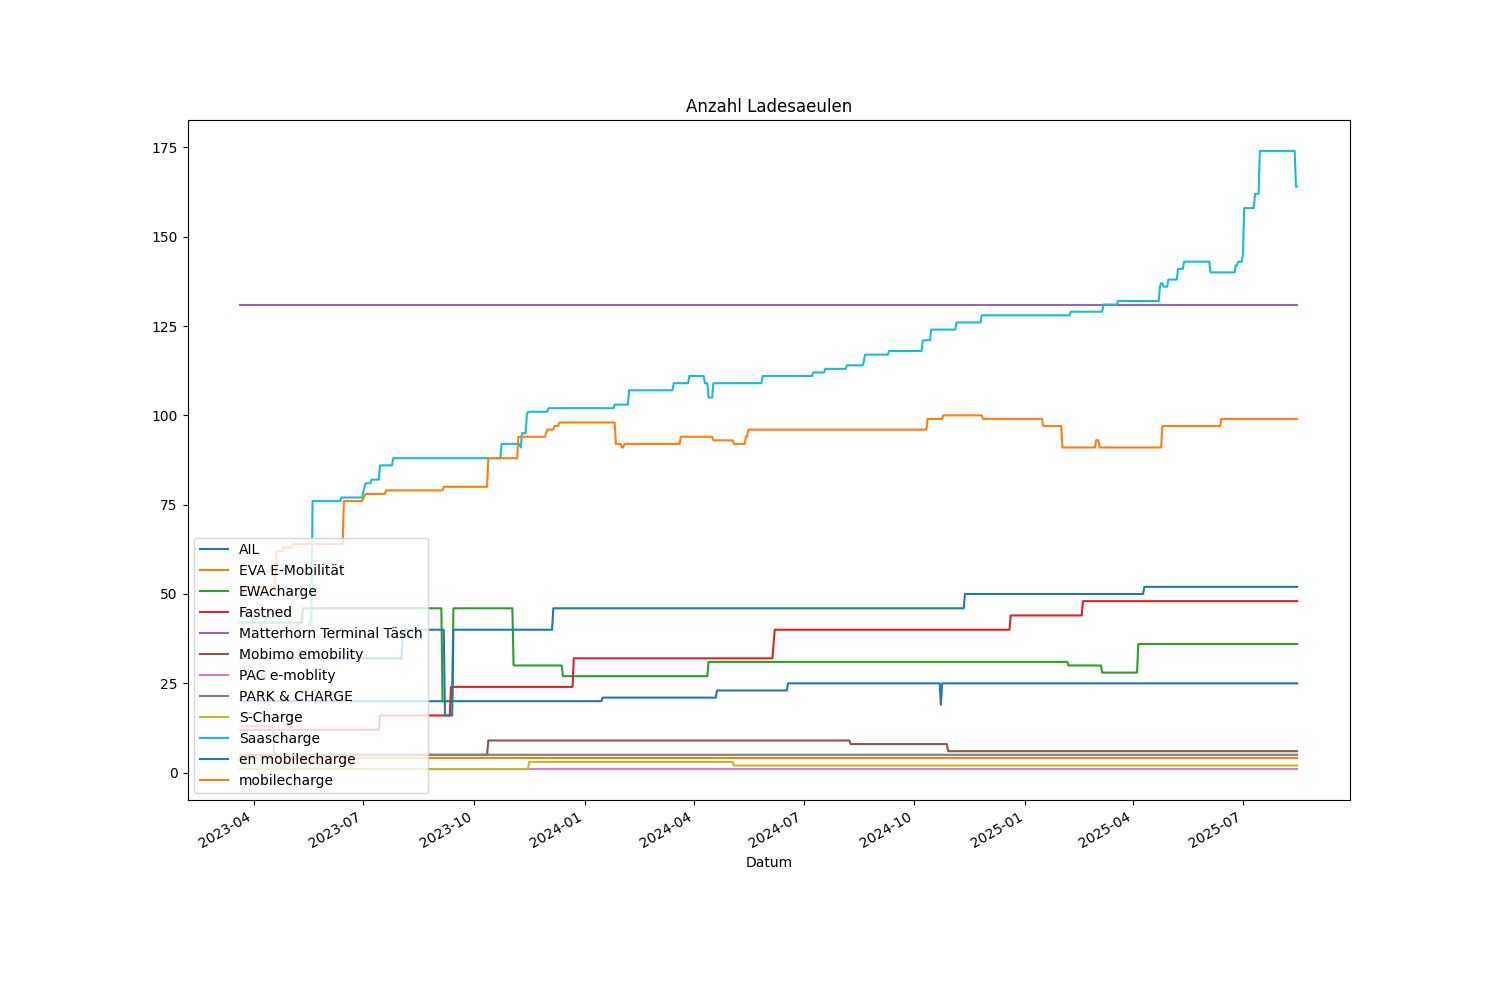 Anzahl Ladesaeulen
175
150
125
100
75
50
25
0
AIL
EVA E-Mobilität
EWAcharge
Fastned
Matterhorn Terminal Täsch
Mobimo emobility
PAC e-moblity
PARK & CHARGE
S-Charge
Saascharge
en mobilecharge
mobilecharge
2023-04
2023-07
2023-10
2024-01
2024-04
2024-07
2024-10
2025-01
2025-04
2025-07
Datum